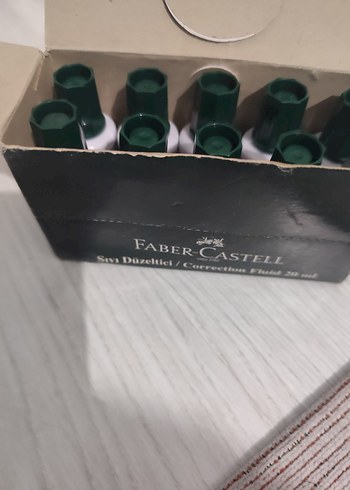 FABER-CASTELL
Sıvı Düzeltici / Correction Fluid 20 ml